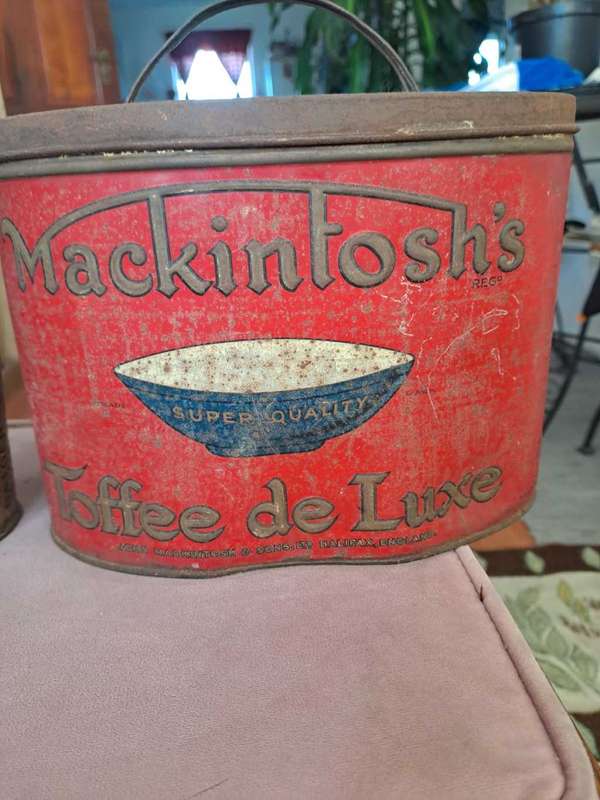 Mackintosh's
REGD
SUPER QUALITY
Toffee de Luxe
JOHN MACKINTOSH & SONS. LTD HALIFAX, ENGLAND.